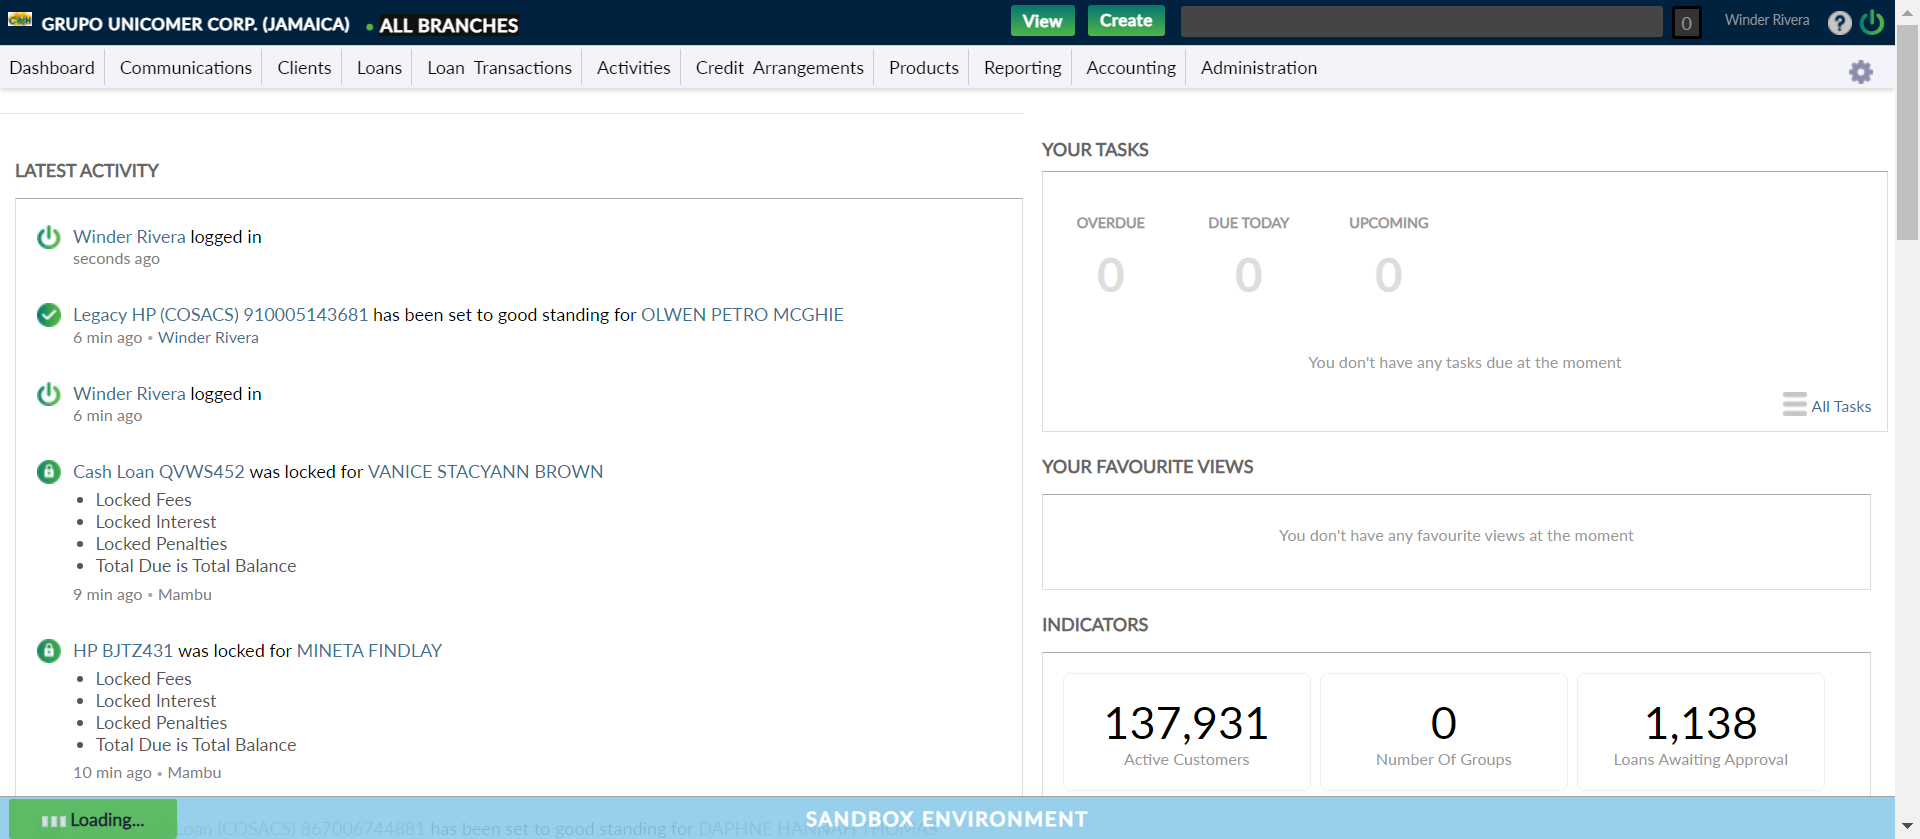 GRUPO UNICOMER CORP. (JAMAICA) • ALL BRANCHES View Create 0 Winder Rivera ?
Dashboard Communications Clients Loans Loan Transactions Activities Credit Arrangements Products Reporting Accounting Administration
LATEST ACTIVITY
Winder Rivera logged in
seconds ago
Legacy HP (COSACS) 910005143681 has been set to good standing for OLWEN PETRO MCGHIE
6 min ago • Winder Rivera
Winder Rivera logged in
6 min ago
Cash Loan QVWS452 was locked for VANICE STACYANN BROWN
• Locked Fees
• Locked Interest
• Locked Penalties
• Total Due is Total Balance
9 min ago • Mambu
HP BJTZ431 was locked for MINETA FINDLAY
• Locked Fees
• Locked Interest
• Locked Penalties
• Total Due is Total Balance
10 min ago • Mambu
Loan (COSACS) 867006744881 has been set to good standing for DAPHNE HANNAH THOMAS
YOUR TASKS
OVERDUE DUE TODAY UPCOMING
0 0 0
You don't have any tasks due at the moment
All Tasks
YOUR FAVOURITE VIEWS
You don't have any favourite views at the moment
INDICATORS
137,931 0 1,138
Active Customers Number Of Groups Loans Awaiting Approval
Loading...
SANDBOX ENVIRONMENT